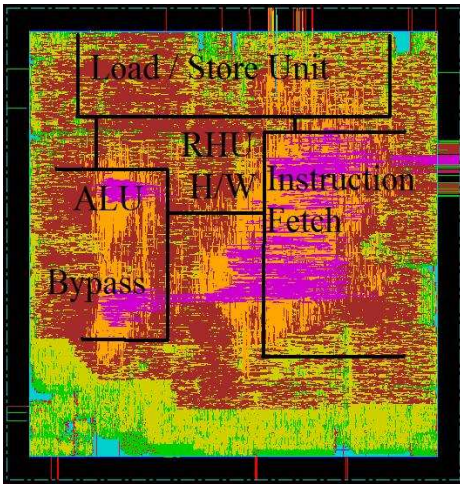 Load / Store Unit
RHU
H/W
ALU
Instruction
Fetch
Bypass